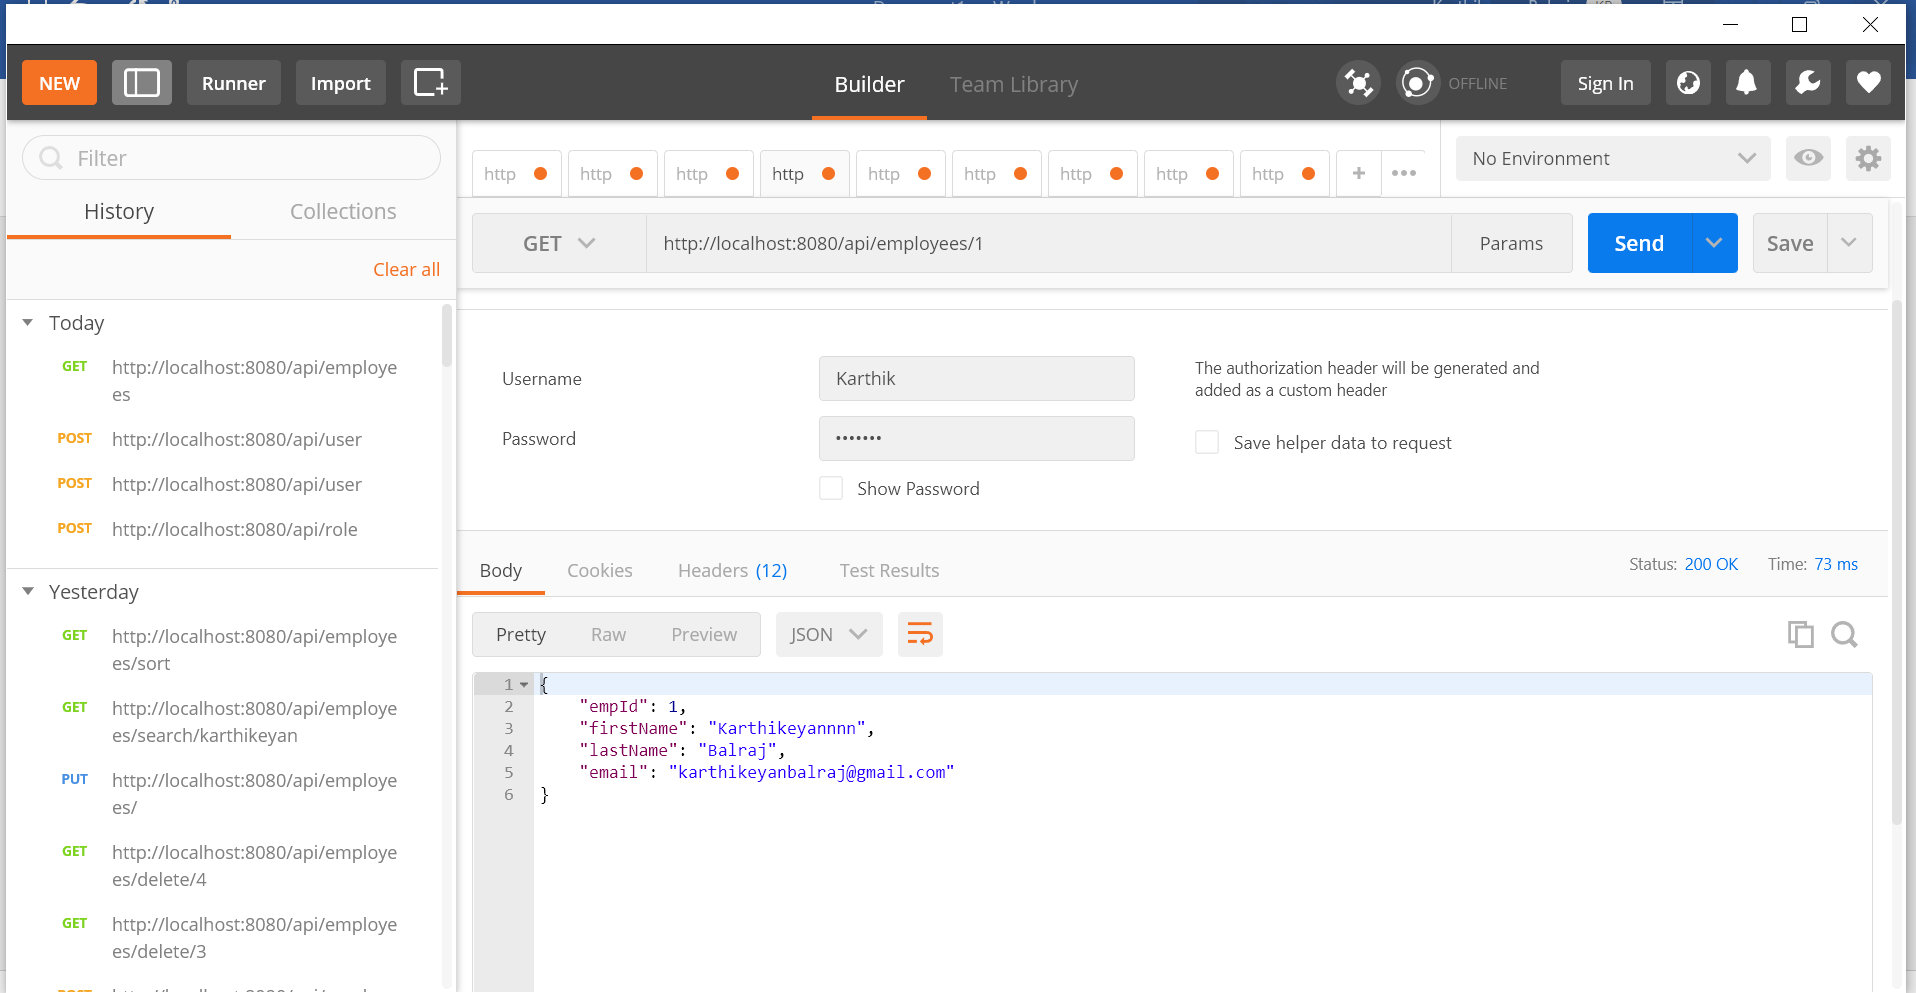 NEW
Runner
Import
Builder
Team Library
OFFLINE
Sign In
Filter
History
Collections
Clear all
Today
GET http://localhost:8080/api/employe
es
POST http://localhost:8080/api/user
POST http://localhost:8080/api/user
POST http://localhost:8080/api/role
Yesterday
GET http://localhost:8080/api/employe
es/sort
GET http://localhost:8080/api/employe
es/search/karthikeyan
PUT http://localhost:8080/api/employe
es/
GET http://localhost:8080/api/employe
es/delete/4
GET http://localhost:8080/api/employe
es/delete/3
http http http http http http http http http + •••
No Environment
GET http://localhost:8080/api/employees/1 Params Send Save
Username Karthik
Password •••••••
Show Password
The authorization header will be generated and
added as a custom header
Save helper data to request
Body Cookies Headers (12) Test Results
Status: 200 OK Time: 73 ms
Pretty Raw Preview JSON
1 {
2 "empId": 1,
3 "firstName": "Karthikeyannnn",
4 "lastName": "Balraj",
5 "email": "karthikeyanbalraj@gmail.com"
6 }